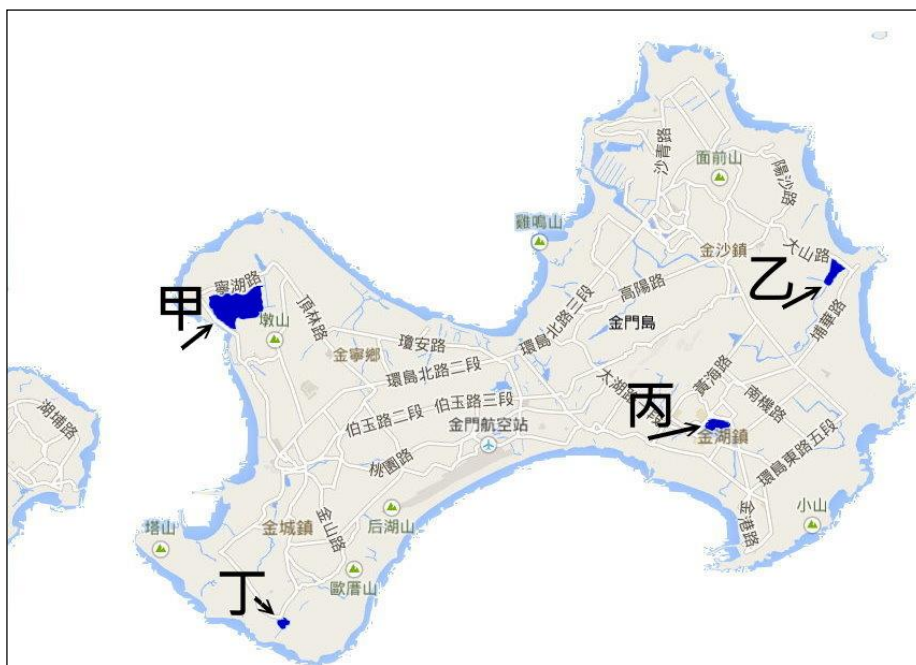 面前山
沙青路
陽沙路
雞鳴山
金沙鎮
大山路
乙
高陽路
寧湖路
甲
墩山
頂林路
環島北路三段
金門島
埔華路
瓊安路
金寧鄉
環島北路二段
太湖路
段
黃海路
丙
南機路
湖埔路
伯玉路二段
伯玉路三段
金門航空站
金湖鎮
環島東路五段
桃園路
金山路
后湖山
金港路
小山
塔山
金城鎮
歐厝山
丁